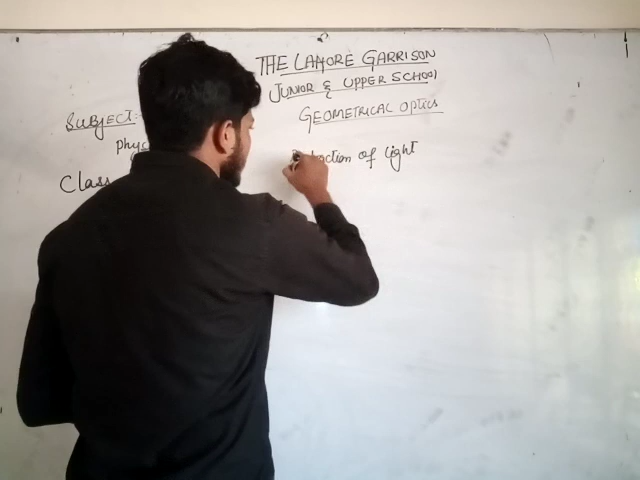 THE LAHORE GARRISON
JUNIOR & UPPER SCHOOL
GEOMETRICAL OPTICS
SUBJECT:
of light
Class